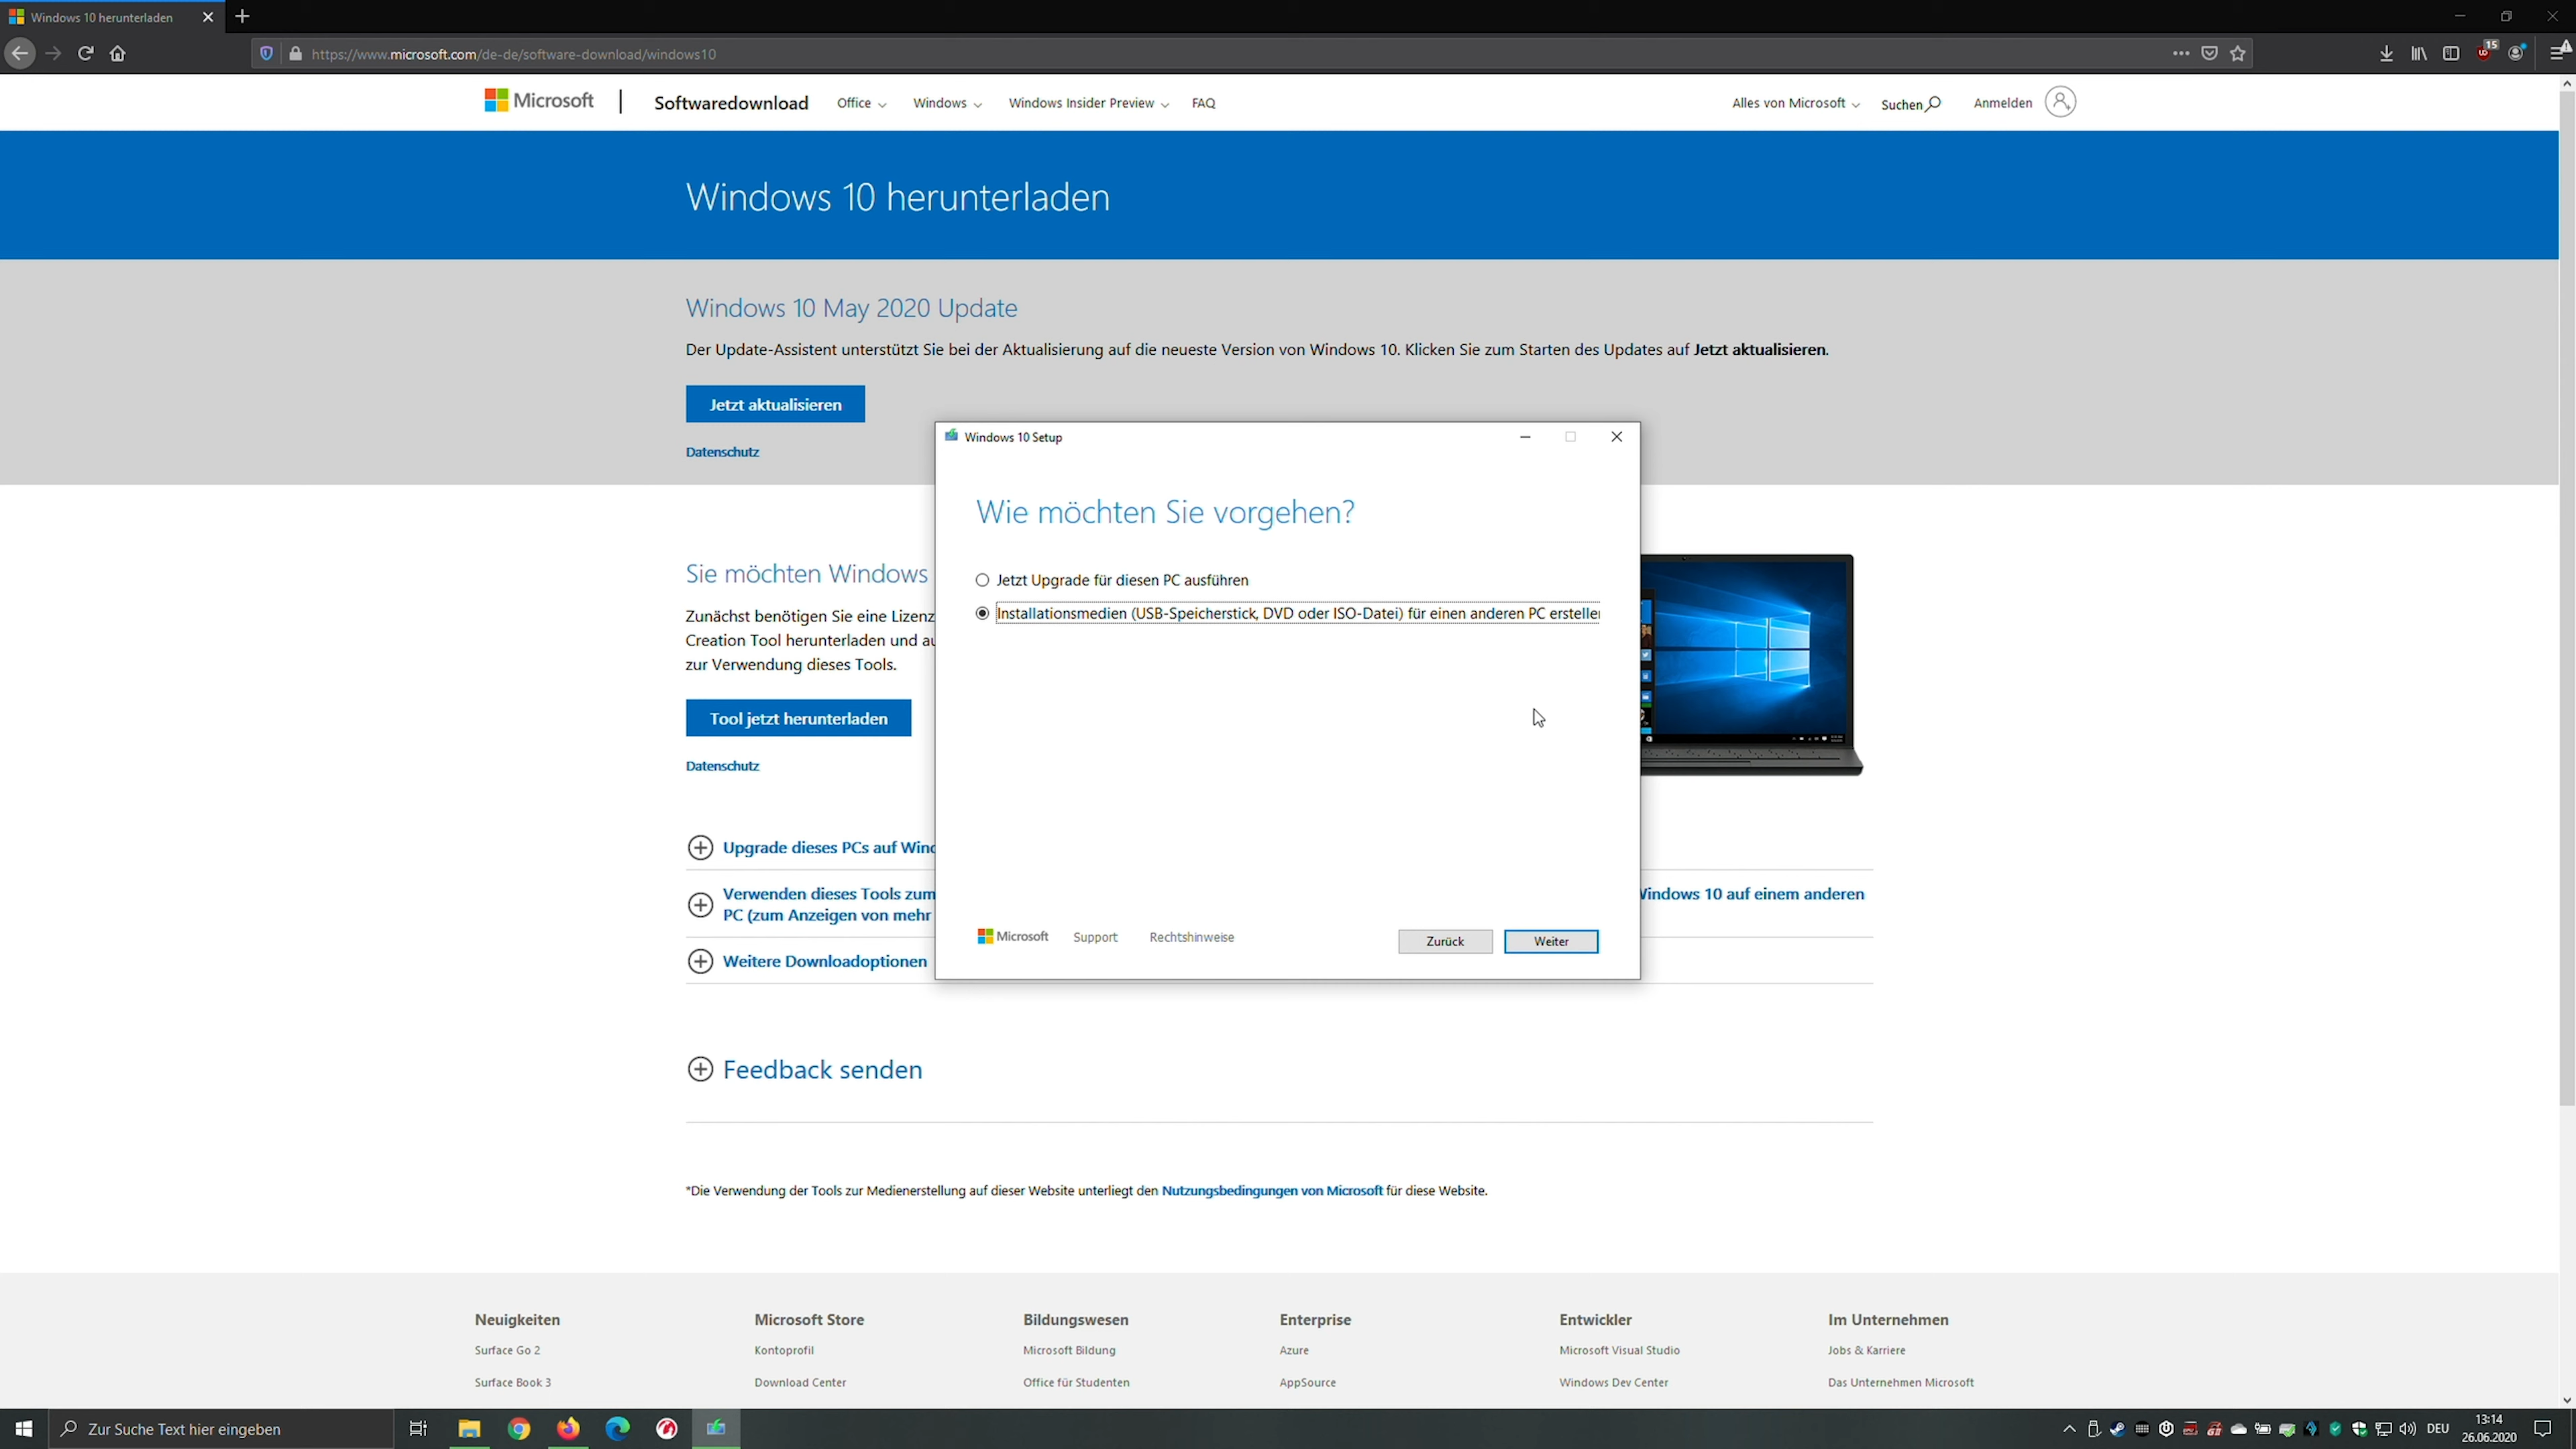 Windows 10 herunterladen
https://www.microsoft.com/de-de/software-download/windows10
15
Microsoft
Softwaredownload
Office
Windows
Windows Insider Preview
FAQ
Alles von Microsoft
Suchen
Anmelden
Windows 10 herunterladen
Windows 10 May 2020 Update
Der Update-Assistent unterstützt Sie bei der Aktualisierung auf die neueste Version von Windows 10. Klicken Sie zum Starten des Updates auf Jetzt aktualisieren.
Jetzt aktualisieren
Datenschutz
Sie möchten Windows
Zunächst benötigen Sie eine Lizenz
Creation Tool herunterladen und au
zur Verwendung dieses Tools.
Tool jetzt herunterladen
Datenschutz
Upgrade dieses PCs auf Wind
Verwenden dieses Tools zum
Windows 10 auf einem anderen
PC (zum Anzeigen von mehr
Weitere Downloadoptionen
Windows 10 Setup
Wie möchten Sie vorgehen?
Jetzt Upgrade für diesen PC ausführen
Installationsmedien (USB-Speicherstick, DVD oder ISO-Datei) für einen anderen PC erstellen
Microsoft
Support
Rechtshinweise
Zurück
Weiter
Feedback senden
*Die Verwendung der Tools zur Medienerstellung auf dieser Website unterliegt den Nutzungsbedingungen von Microsoft für diese Website.
Neuigkeiten
Microsoft Store
Bildungswesen
Enterprise
Entwickler
Im Unternehmen
Surface Go 2
Kontoprofil
Microsoft Bildung
Azure
Microsoft Visual Studio
Jobs & Karriere
Surface Book 3
Download Center
Office für Studenten
AppSource
Windows Dev Center
Das Unternehmen Microsoft
Zur Suche Text hier eingeben
DEU
13:14
26.06.2020